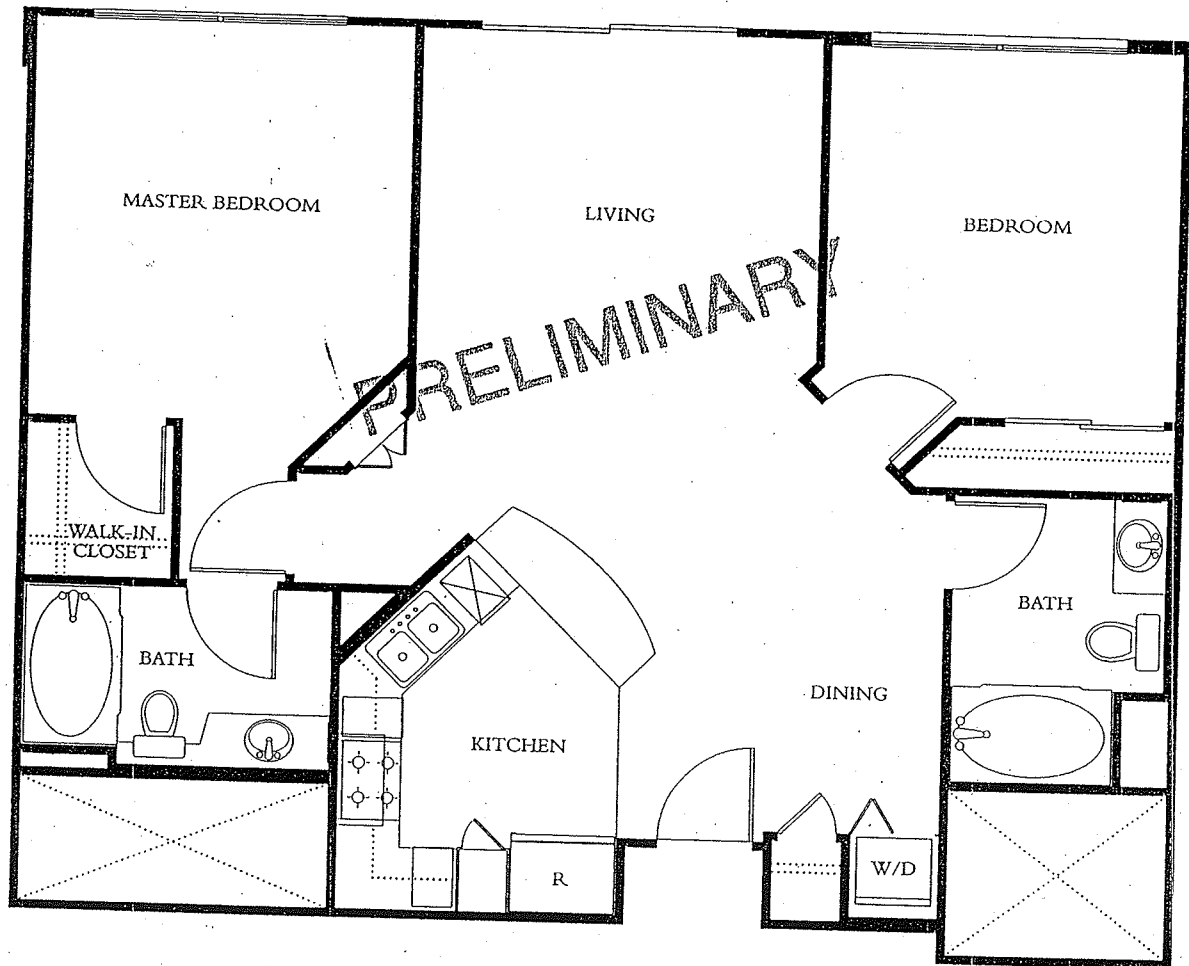 MASTER BEDROOM
LIVING
BEDROOM
PRELIMINARY
WALK-IN
CLOSET
BATH
BATH
DINING
KITCHEN
R
W/D